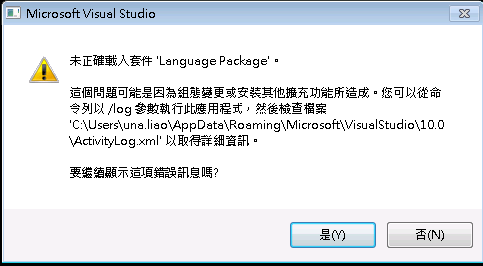 Microsoft Visual Studio
未正確載入套件 'Language Package'。
這個問題可能是因為組態變更或安裝其他擴充功能所造成。您可以從命
令列以 /log 參數執行此應用程式，然後檢查檔案
'C:\Users\una.liao\AppData\Roaming\Microsoft\VisualStudio\10.0
\ActivityLog.xml' 以取得詳細資訊。
要繼續顯示這項錯誤訊息嗎?
是(Y)
否(N)